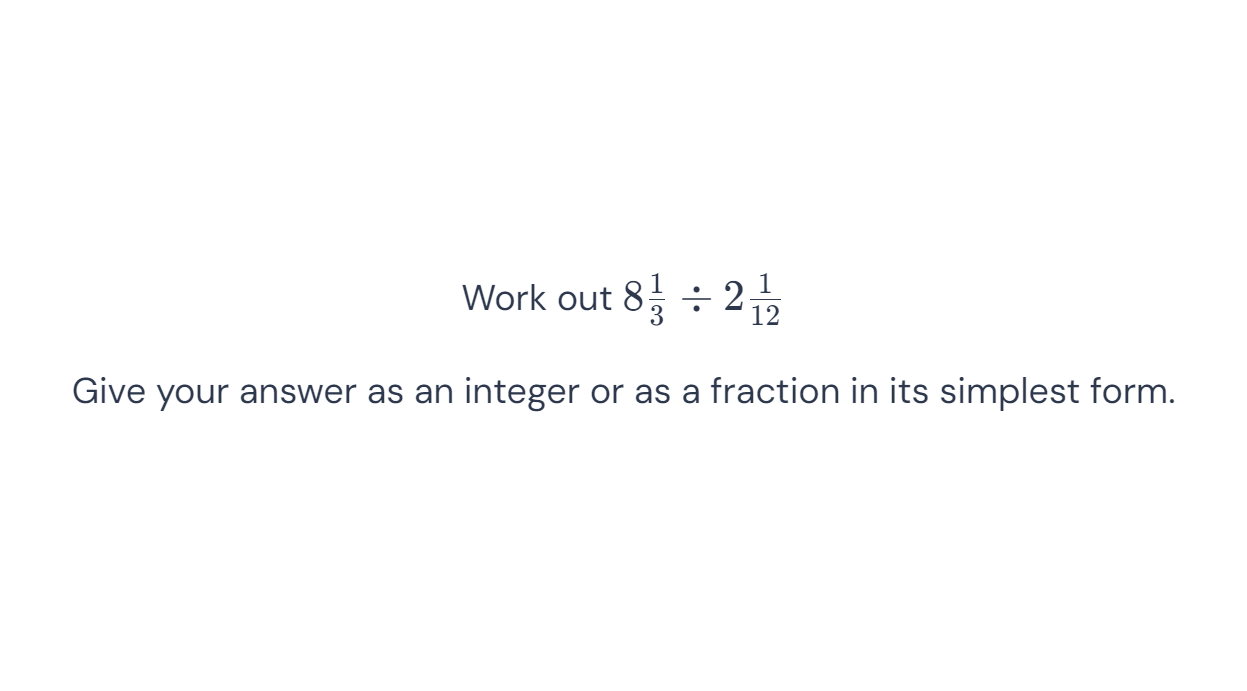 Work out $8\frac{1}{3} \div 2\frac{1}{12}$
Give your answer as an integer or as a fraction in its simplest form.